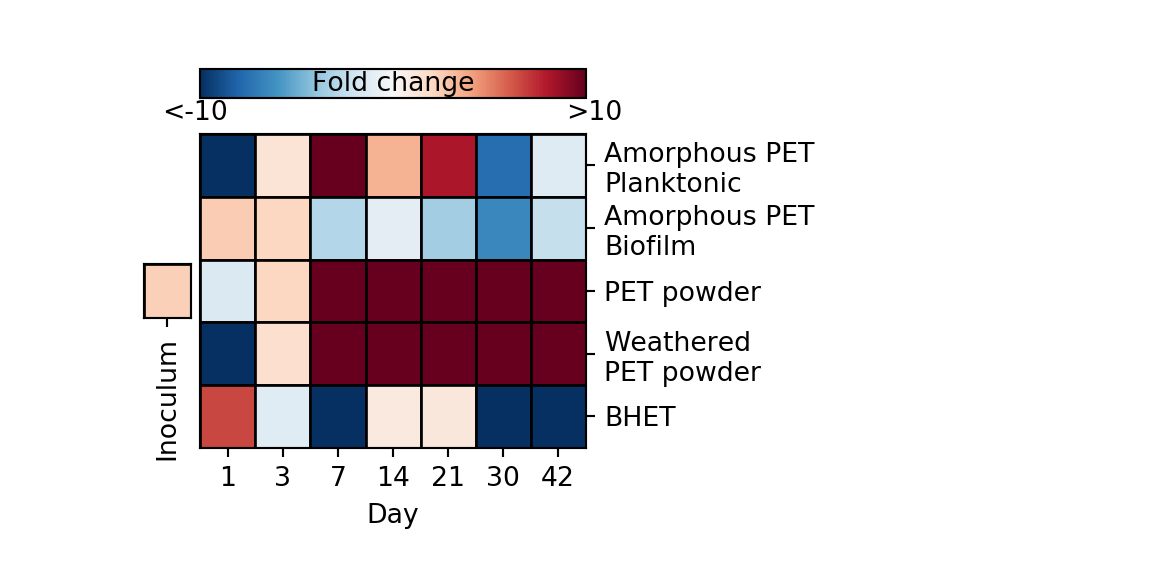 Fold change
<-10 >10
Amorphous PET
Planktonic
Amorphous PET
Biofilm
PET powder
Weathered
PET powder
BHET
Inoculum
1 3 7 14 21 30 42
Day